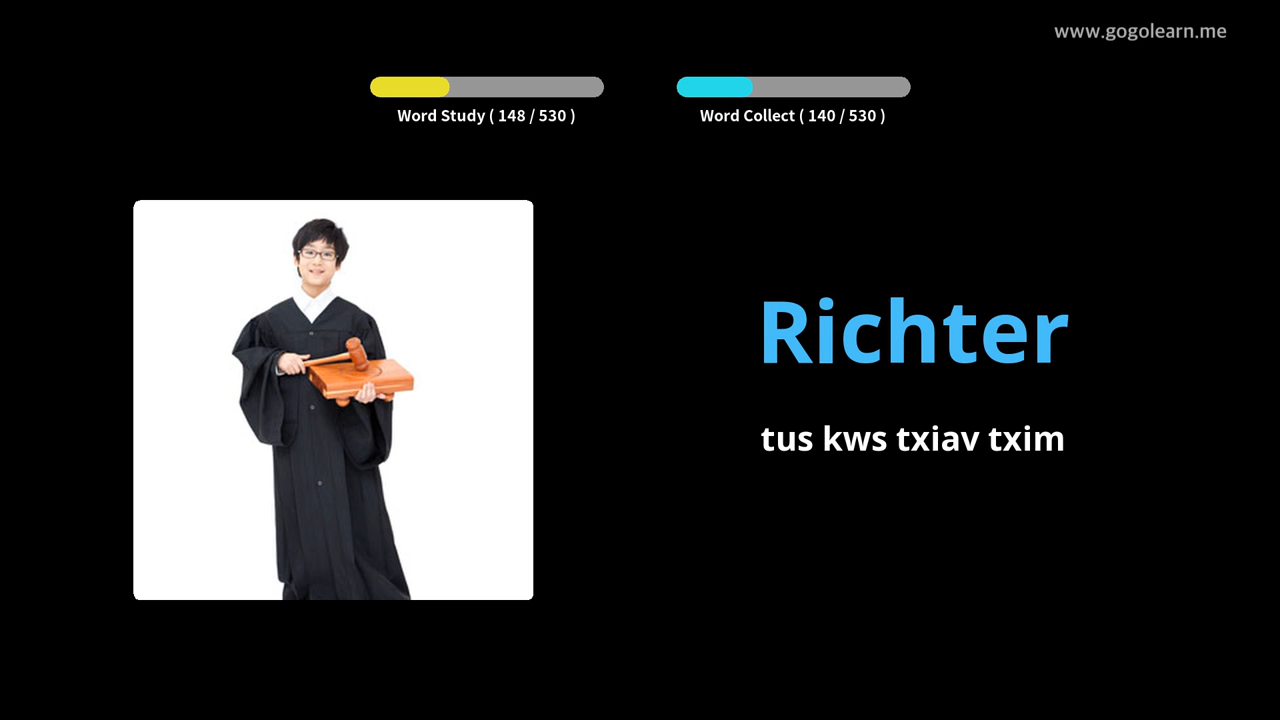 www.gogolearn.me
Word Study ( 148 / 530 )
Word Collect ( 140 / 530 )
Richter
tus kws txiav txim